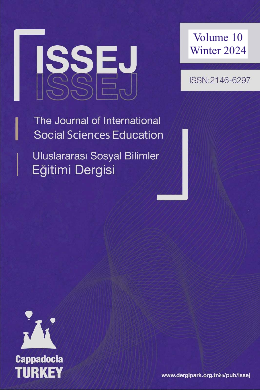 Volume 10
Winter 2024
ISSEJ
ISSEJ
ISSN:2146-6297
The Journal of International
Social Sciences Education
Uluslararası Sosyal Bilimler
Eğitimi Dergisi
Cappadocia
TURKEY
www.dergipark.org.tr/en/pub/issej